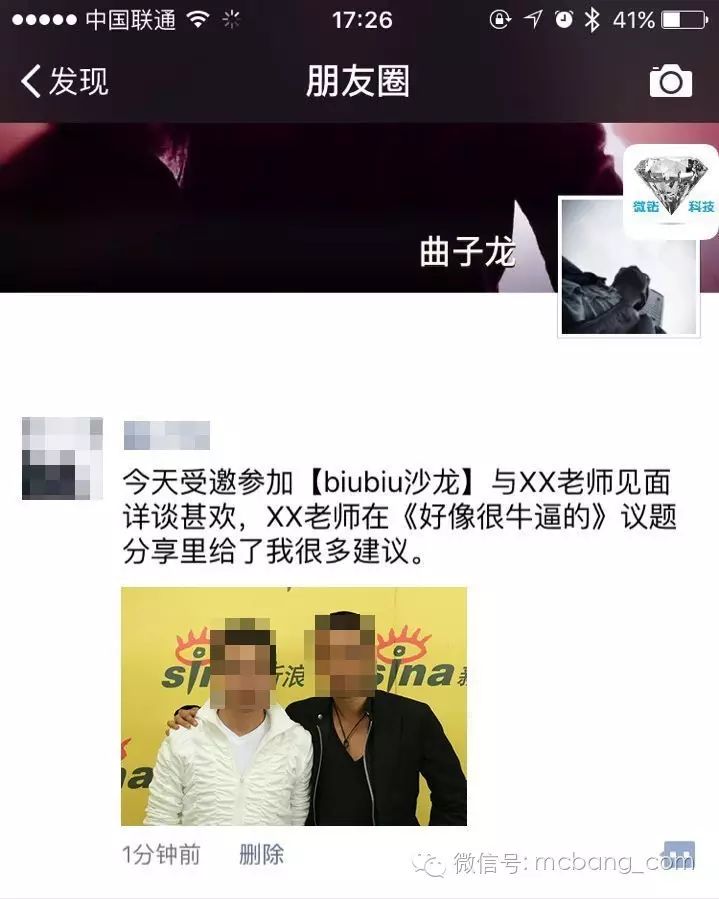 中国联通 17:26 41%
发现 朋友圈
微钻 科技
曲子龙
今天受邀参加【biubiu沙龙】与XX老师见面
详谈甚欢，XX老师在《好像很牛逼的》议题
分享里给了我很多建议。
sina 新浪 sina 新
na
1分钟前 删除
微信号: mcbang_com